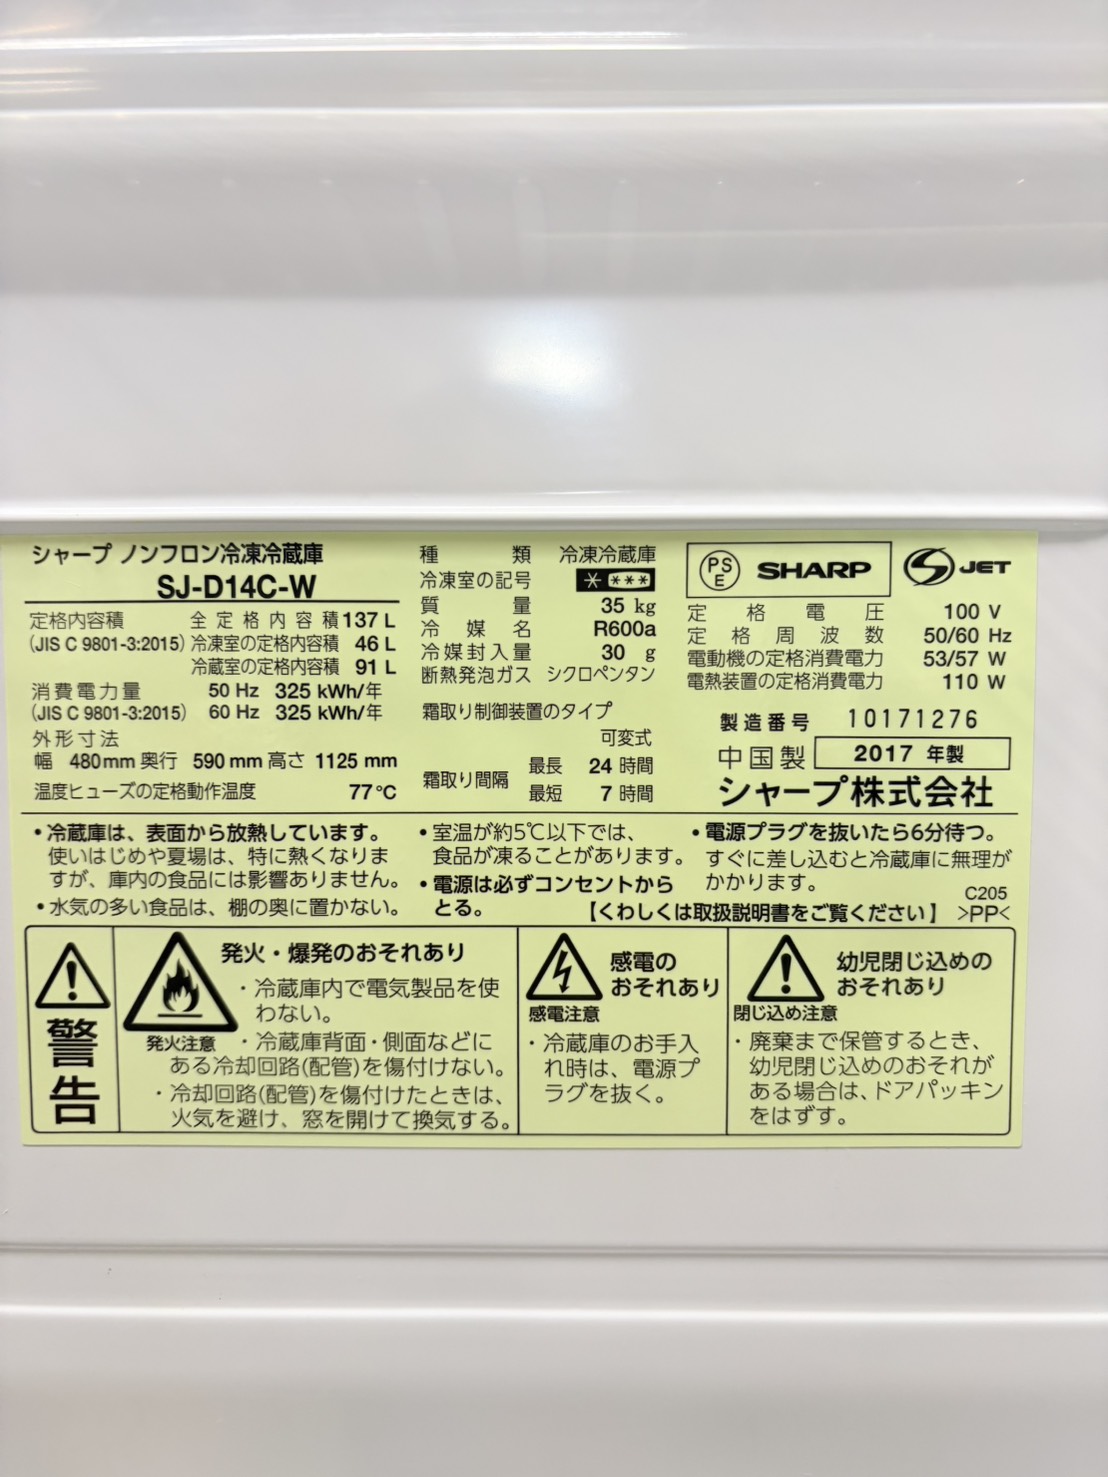 シャープ ノンフロン冷凍冷蔵庫
SJ-D14C-W
定格内容積 全定格内容積 137 L
(JIS C 9801-3:2015) 冷凍室の定格内容積 46 L
冷蔵室の定格内容積 91 L
消費電力量 50 Hz 325 kWh/年
(JIS C 9801-3:2015) 60 Hz 325 kWh/年
外形寸法
幅 480mm 奥行 590mm 高さ 1125 mm
温度ヒューズの定格動作温度 77℃
種類 冷凍冷蔵庫
冷凍室の記号
質量 35 kg
冷媒名 R600a
冷媒封入量 30 g
断熱発泡ガス シクロペンタン
霜取り制御装置のタイプ
可変式
霜取り間隔
最長 24 時間
最短 7 時間
PS
E
SHARP
JET
定格電圧 100 V
定格周波数 50/60 Hz
電動機の定格消費電力 53/57 W
電熱装置の定格消費電力 110 W
製造番号 10171276
中国製 2017 年製
シャープ株式会社
・冷蔵庫は、表面から放熱しています。
使いはじめや夏場は、特に熱くなりま
すが、庫内の食品には影響ありません。
・水気の多い食品は、棚の奥に置かない。
・室温が約5℃以下では、
食品が凍ることがあります。
・電源は必ずコンセントから
とる。
・電源プラグを抜いたら6分待つ。
すぐに差し込むと冷蔵庫に無理が
かかります。
C205
【くわしくは取扱説明書をご覧ください】 >PP<
警告
発火注意
発火・爆発のおそれあり
・冷蔵庫内で電気製品を使
わない。
・冷蔵庫背面・側面などに
ある冷却回路(配管)を傷付けない。
・冷却回路(配管)を傷付けたときは、
火気を避け、窓を開けて換気する。
感電注意
感電の
おそれあり
・冷蔵庫のお手入
れ時は、電源プ
ラグを抜く。
閉じ込め注意
幼児閉じ込めの
おそれあり
・廃棄まで保管するとき、
幼児閉じ込めのおそれが
ある場合は、ドアパッキン
をはずす。